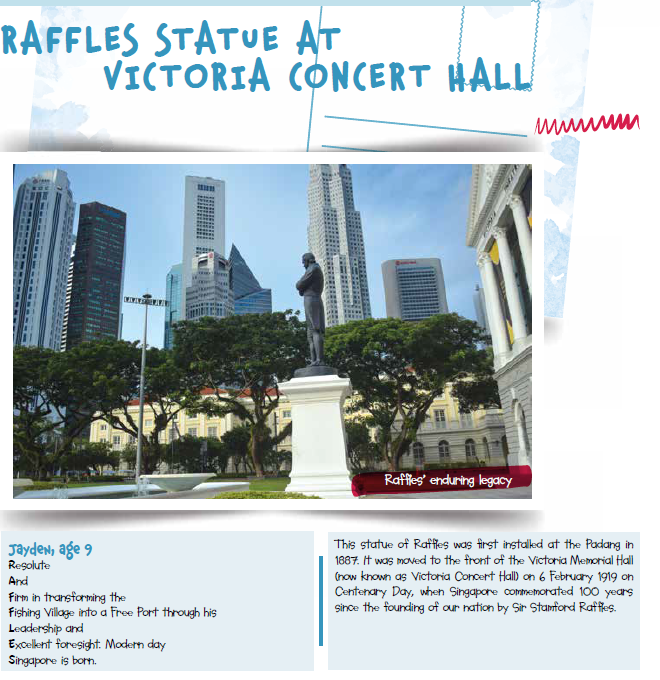 RAFFLES STATUE AT
VICTORIA CONCERT HALL
Raffles' enduring legacy
Jayden, age 9
Resolute
And
Firm in transforming the
Fishing Village into a Free Port through his
Leadership and
Excellent foresight. Modern day
Singapore is born.
This statue of Raffles was first installed at the Padang in
1887. It was moved to the front of the Victoria Memorial Hall
(now known as Victoria Concert Hall) on 6 February 1919 on
Centenary Day, when Singapore commemorated 100 years
since the founding of our nation by Sir Stamford Raffles.